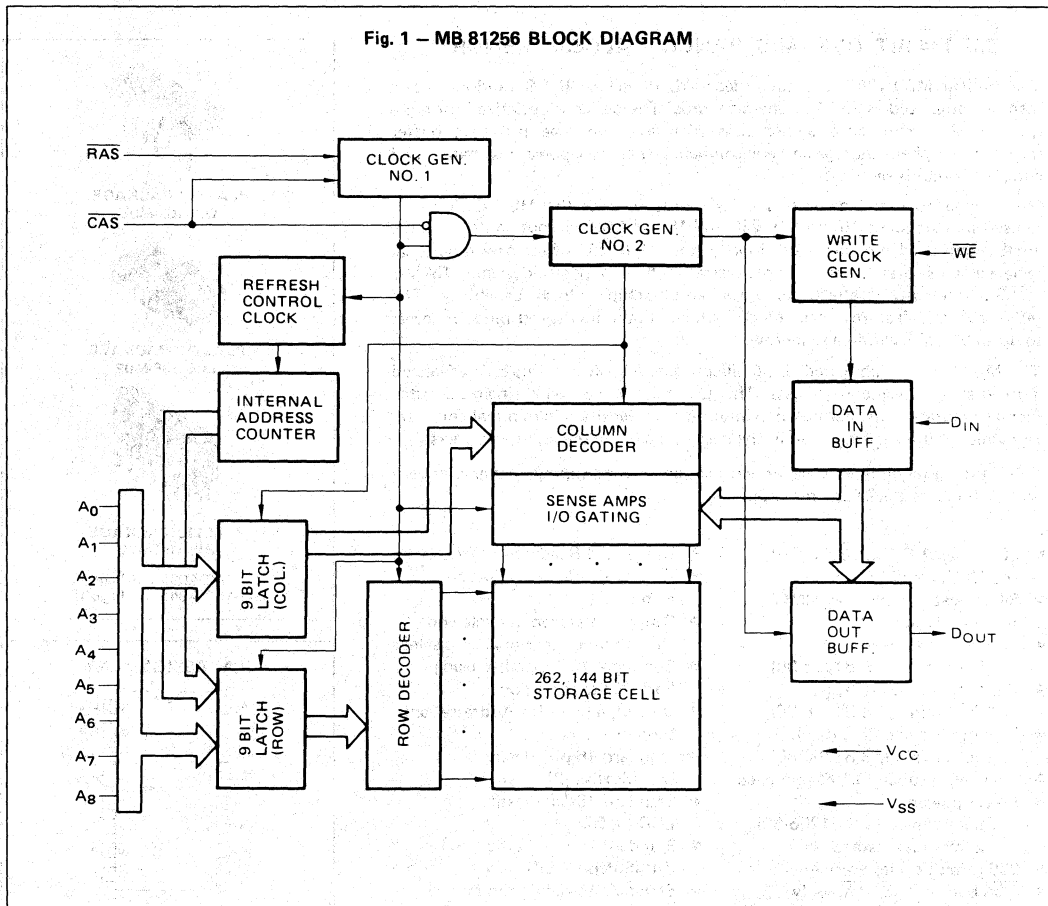 Fig. 1 – MB 81256 BLOCK DIAGRAM
R̅A̅S̅
CLOCK GEN.
NO. 1
C̅A̅S̅
CLOCK GEN.
NO. 2
WRITE
CLOCK
GEN.
W̅E̅
REFRESH
CONTROL
CLOCK
INTERNAL
ADDRESS
COUNTER
COLUMN
DECODER
DATA
IN
BUFF.
DIN
SENSE AMPS
I/O GATING
A0
A1
A2
A3
A4
A5
A6
A7
A8
9 BIT
LATCH
(COL.)
9 BIT
LATCH
(ROW)
ROW DECODER
262, 144 BIT
STORAGE CELL
DATA
OUT
BUFF.
DOUT
VCC
VSS